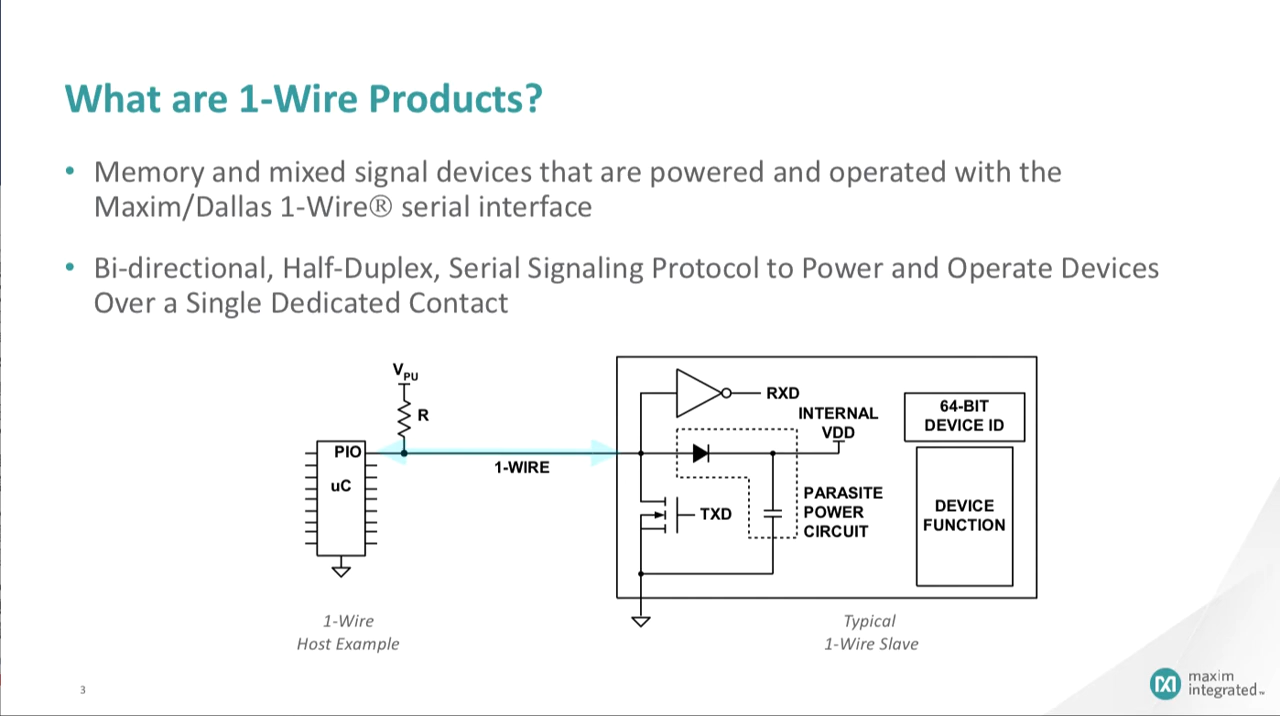 What are 1-Wire Products?
• Memory and mixed signal devices that are powered and operated with the
Maxim/Dallas 1-Wire® serial interface
• Bi-directional, Half-Duplex, Serial Signaling Protocol to Power and Operate Devices
Over a Single Dedicated Contact
VPU
R
PIO
uC
1-WIRE
RXD
INTERNAL
VDD
TXD
PARASITE
POWER
CIRCUIT
64-BIT
DEVICE ID
DEVICE
FUNCTION
1-Wire
Host Example
Typical
1-Wire Slave
3
maxim
integrated™